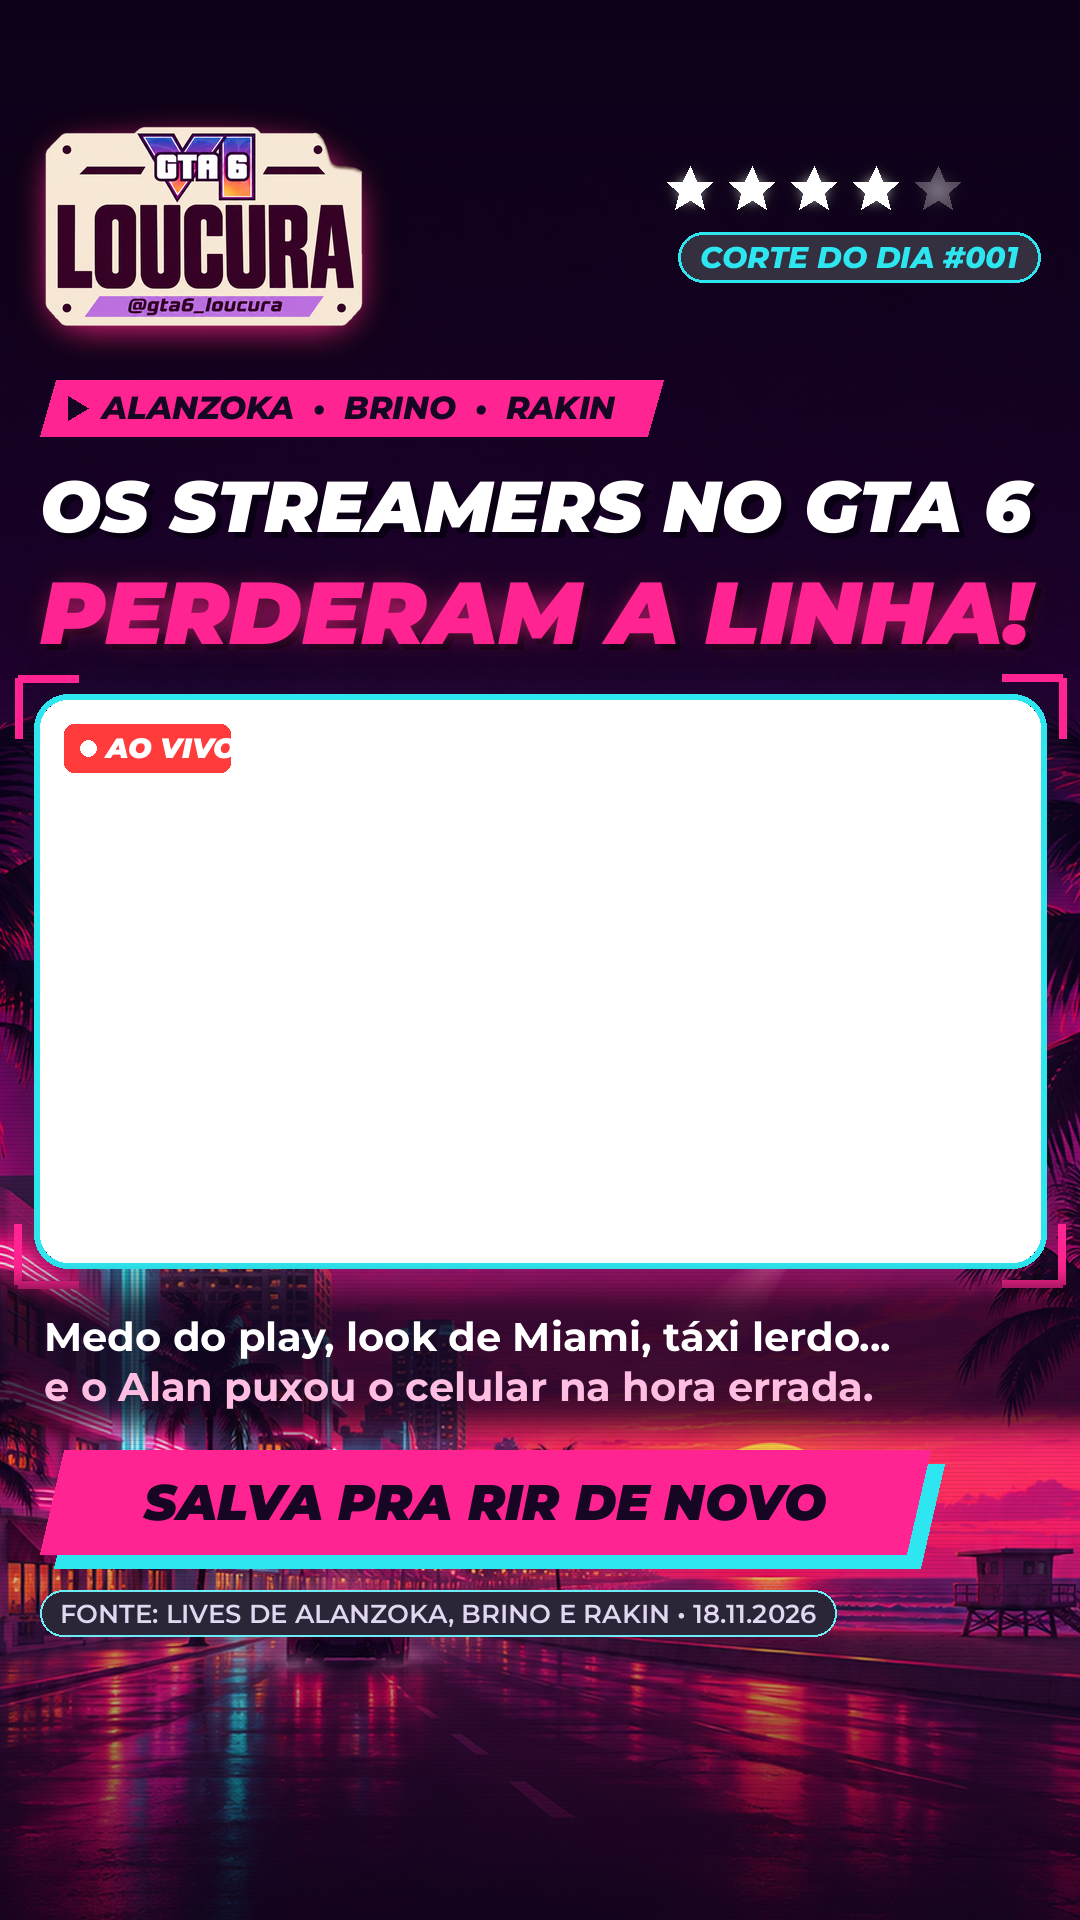 GTA 6
LOUCURA
@gta6_loucura
CORTE DO DIA #001
ALANZOKA • BRINO • RAKIN
OS STREAMERS NO GTA 6
PERDERAM A LINHA!
AO VIVO
Medo do play, look de Miami, táxi lerdo...
e o Alan puxou o celular na hora errada.
SALVA PRA RIR DE NOVO
FONTE: LIVES DE ALANZOKA, BRINO E RAKIN • 18.11.2026